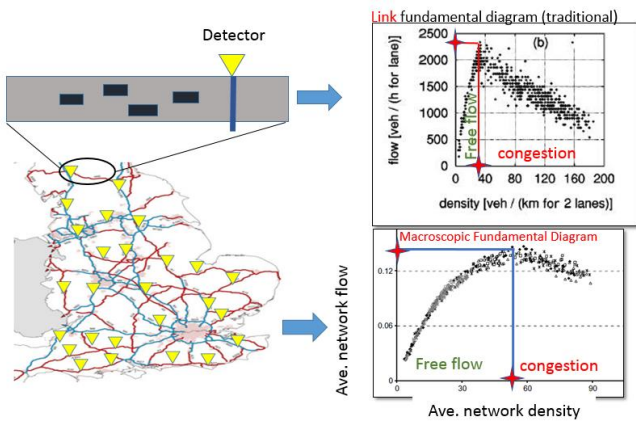 Link fundamental diagram (traditional)
Detector
(b)
flow [veh / (h for lane)]
2500
2000
1500
1000
500
0
Free flow
congestion
0 40 80 120 160 200
density [veh / (km for 2 lanes)]
Macroscopic Fundamental Diagram
Ave. network flow
0.12
0.06
0
Free flow
congestion
0 30 60 90
Ave. network density